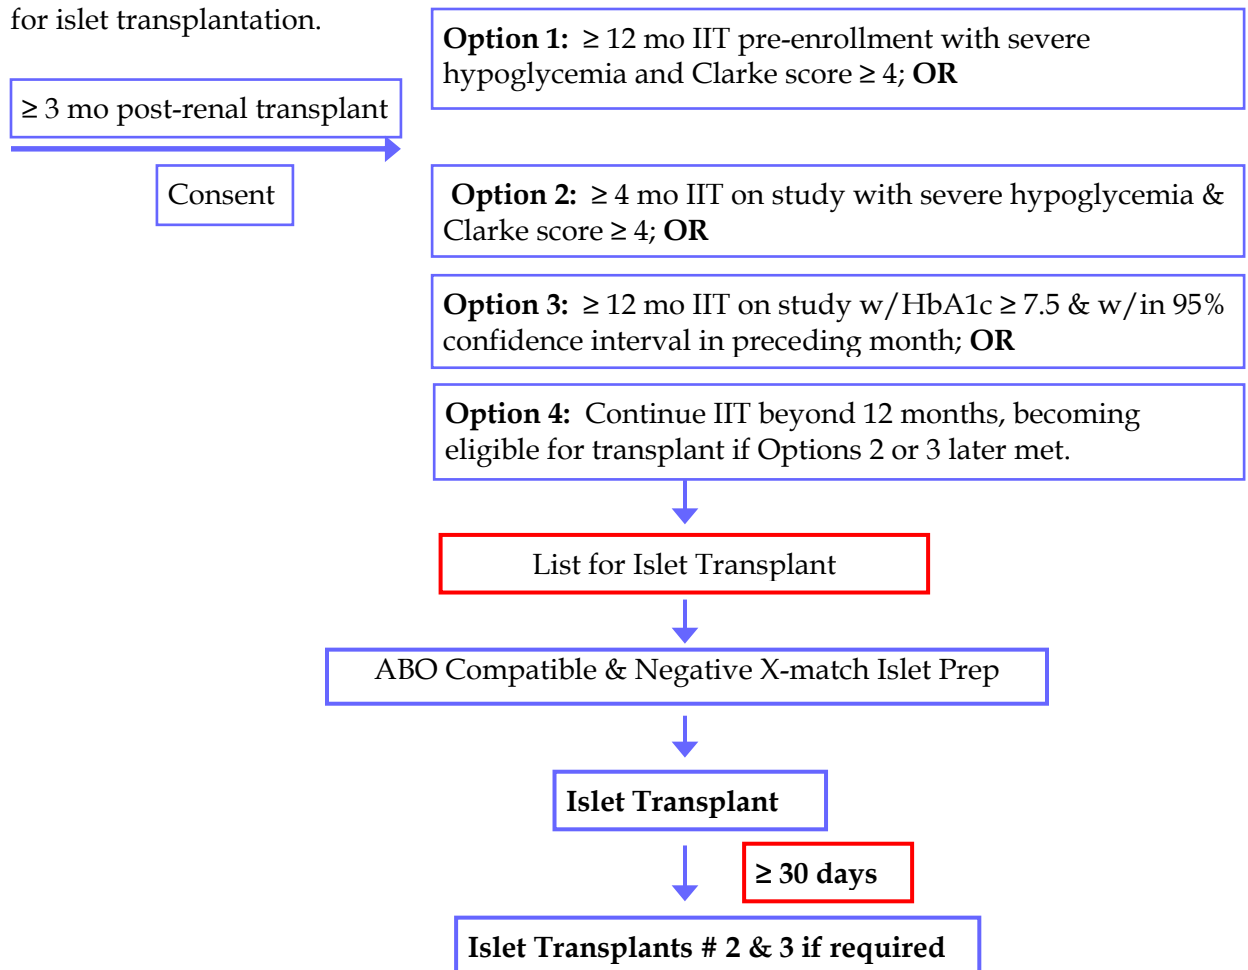 for islet transplantation.
≥ 3 mo post-renal transplant
Consent
Option 1: ≥ 12 mo IIT pre-enrollment with severe
hypoglycemia and Clarke score ≥ 4; OR
Option 2: ≥ 4 mo IIT on study with severe hypoglycemia &
Clarke score ≥ 4; OR
Option 3: ≥ 12 mo IIT on study w/HbA1c ≥ 7.5 & w/in 95%
confidence interval in preceding month; OR
Option 4: Continue IIT beyond 12 months, becoming
eligible for transplant if Options 2 or 3 later met.
List for Islet Transplant
ABO Compatible & Negative X-match Islet Prep
Islet Transplant
≥ 30 days
Islet Transplants # 2 & 3 if required